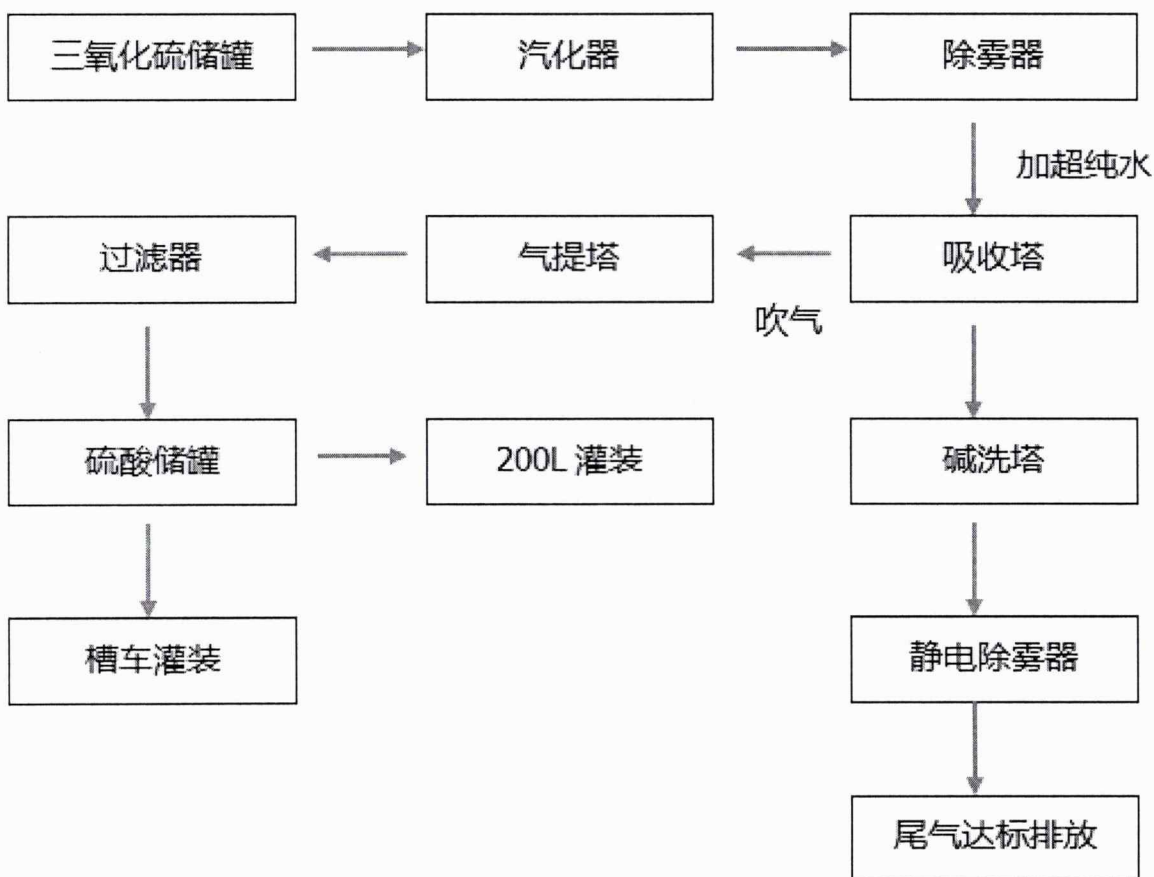 三氧化硫储罐
汽化器
除雾器
加超纯水
过滤器
气提塔
吸收塔
吹气
硫酸储罐
200L 灌装
碱洗塔
槽车灌装
静电除雾器
尾气达标排放